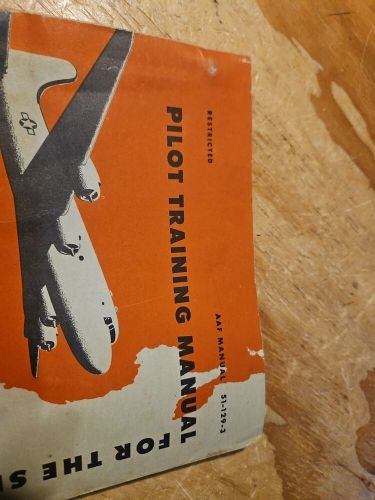 RESTRICTED
AAF MANUAL 51-129-3
PILOT TRAINING MANUAL
FOR THE